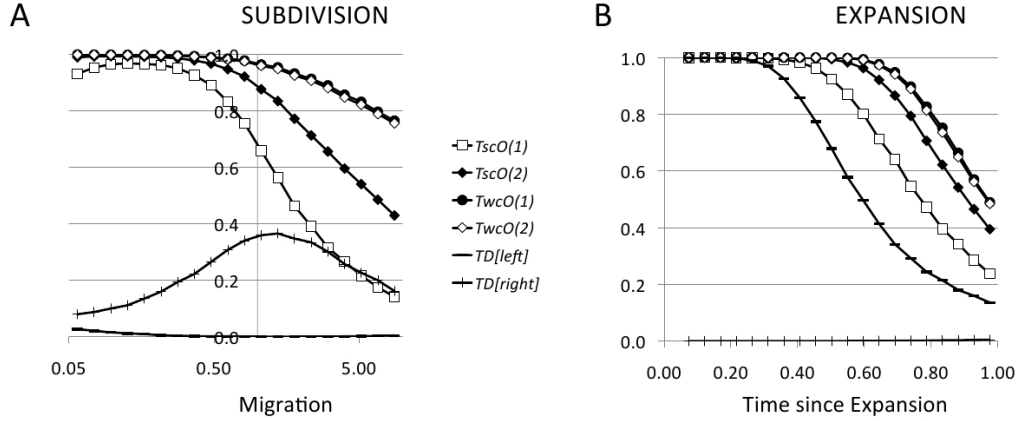 A
SUBDIVISION
1.0
0.8
0.6
0.4
0.2
0.0
0.05
0.50
5.00
Migration
TscO(1)
TscO(2)
TwcO(1)
TwcO(2)
TD[left]
TD[right]
B
EXPANSION
1.0
0.8
0.6
0.4
0.2
0.0
0.00
0.20
0.40
0.60
0.80
1.00
Time since Expansion